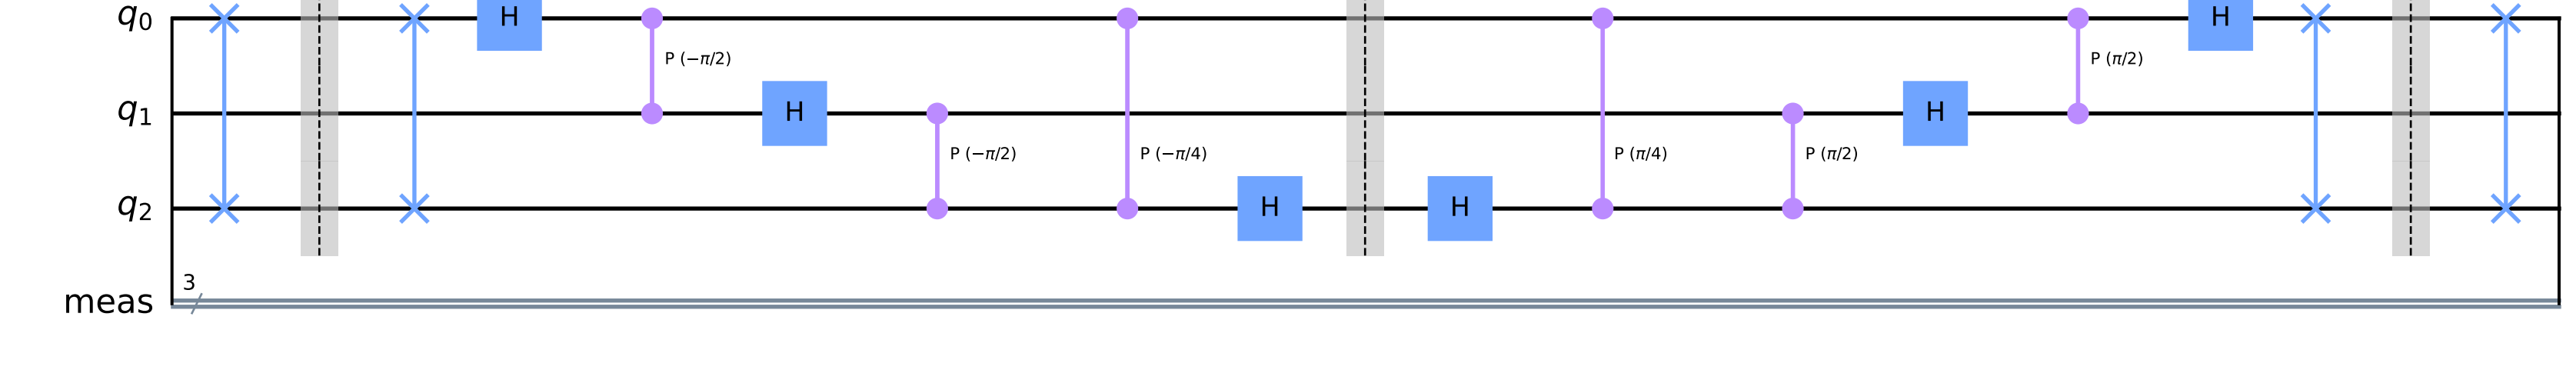 q0 H H
P (−π/2) P (π/2)
q1 H H
P (−π/2) P (−π/4) P (π/4) P (π/2)
q2 H H
3
meas